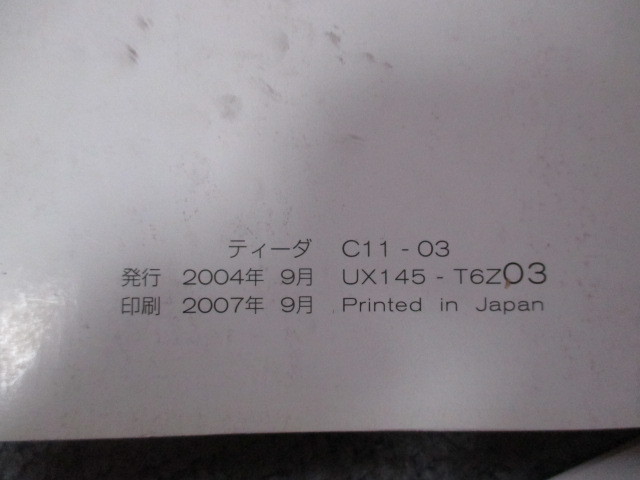 ティーダ C11 - 03
発行 2004年 9月 UX145 - T6Z03
印刷 2007年 9月 Printed in Japan